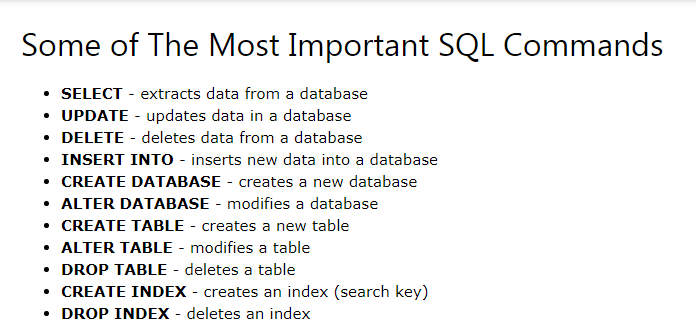 Some of The Most Important SQL Commands
• SELECT - extracts data from a database
• UPDATE - updates data in a database
• DELETE - deletes data from a database
• INSERT INTO - inserts new data into a database
• CREATE DATABASE - creates a new database
• ALTER DATABASE - modifies a database
• CREATE TABLE - creates a new table
• ALTER TABLE - modifies a table
• DROP TABLE - deletes a table
• CREATE INDEX - creates an index (search key)
• DROP INDEX - deletes an index